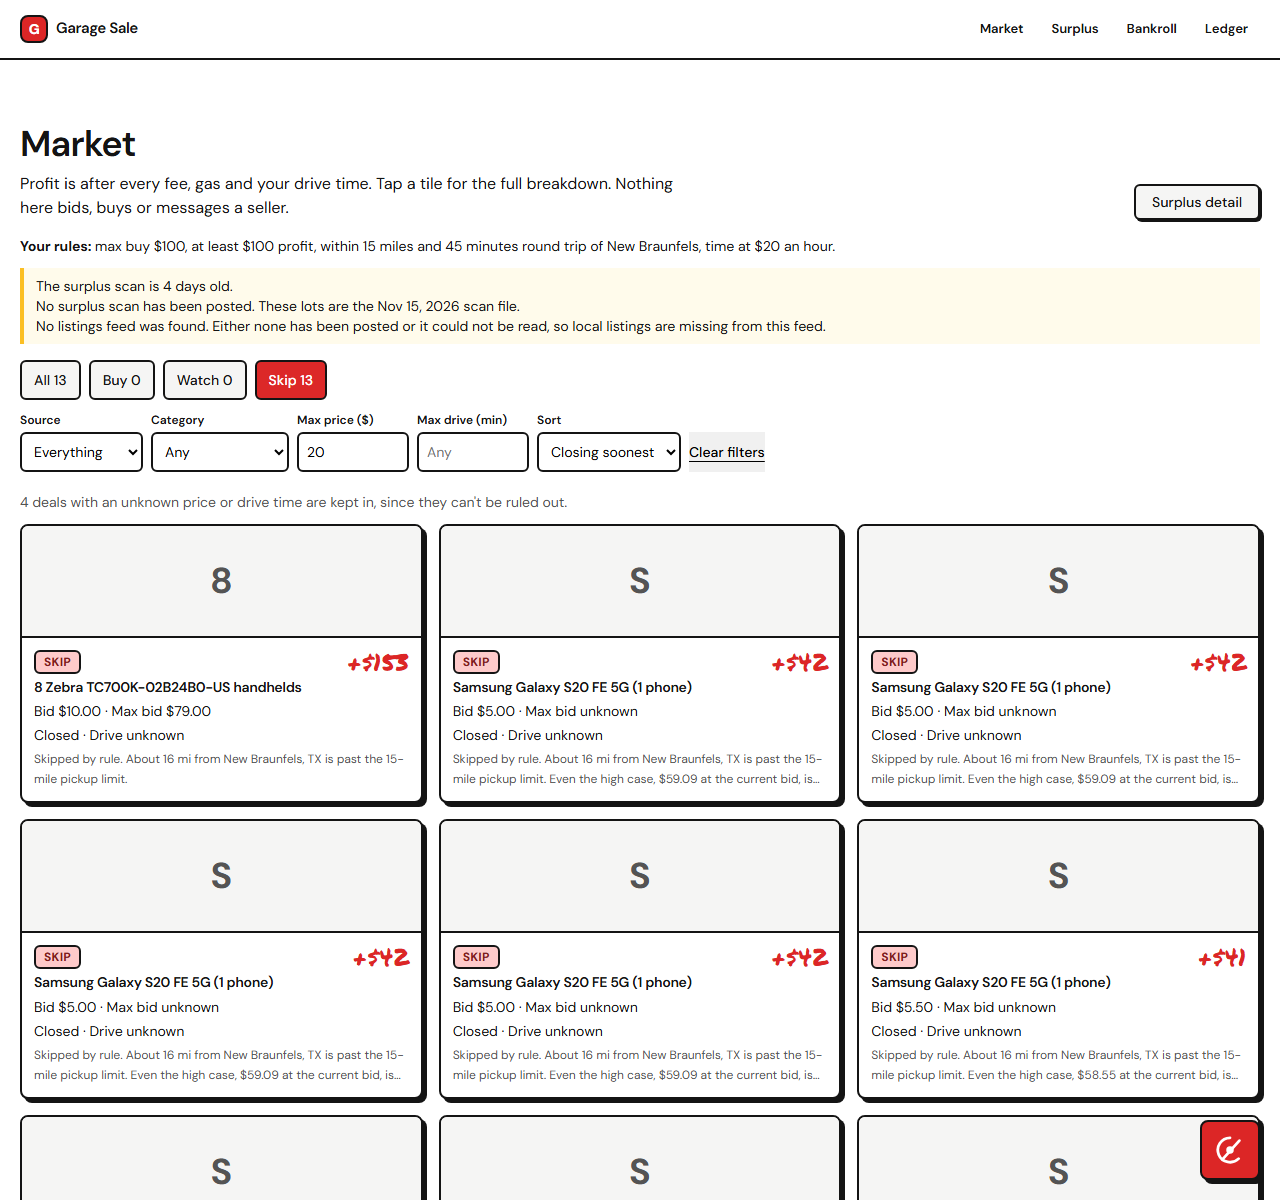 G Garage Sale Market Surplus Bankroll Ledger
Market
Profit is after every fee, gas and your drive time. Tap a tile for the full breakdown. Nothing
here bids, buys or messages a seller.
Surplus detail
Your rules: max buy $100, at least $100 profit, within 15 miles and 45 minutes round trip of New Braunfels, time at $20 an hour.
The surplus scan is 4 days old.
No surplus scan has been posted. These lots are the Nov 15, 2026 scan file.
No listings feed was found. Either none has been posted or it could not be read, so local listings are missing from this feed.
All 13 Buy 0 Watch 0 Skip 13
Source Category Max price ($) Max drive (min) Sort
Everything Any 20 Any Closing soonest Clear filters
4 deals with an unknown price or drive time are kept in, since they can't be ruled out.
8
SKIP +$153
8 Zebra TC700K-02B24B0-US handhelds
Bid $10.00 · Max bid $79.00
Closed · Drive unknown
Skipped by rule. About 16 mi from New Braunfels, TX is past the 15-
mile pickup limit.
S
SKIP +$42
Samsung Galaxy S20 FE 5G (1 phone)
Bid $5.00 · Max bid unknown
Closed · Drive unknown
Skipped by rule. About 16 mi from New Braunfels, TX is past the 15-
mile pickup limit. Even the high case, $59.09 at the current bid, is…
S
SKIP +$42
Samsung Galaxy S20 FE 5G (1 phone)
Bid $5.00 · Max bid unknown
Closed · Drive unknown
Skipped by rule. About 16 mi from New Braunfels, TX is past the 15-
mile pickup limit. Even the high case, $59.09 at the current bid, is…
S
SKIP +$42
Samsung Galaxy S20 FE 5G (1 phone)
Bid $5.00 · Max bid unknown
Closed · Drive unknown
Skipped by rule. About 16 mi from New Braunfels, TX is past the 15-
mile pickup limit. Even the high case, $59.09 at the current bid, is…
S
SKIP +$42
Samsung Galaxy S20 FE 5G (1 phone)
Bid $5.00 · Max bid unknown
Closed · Drive unknown
Skipped by rule. About 16 mi from New Braunfels, TX is past the 15-
mile pickup limit. Even the high case, $59.09 at the current bid, is…
S
SKIP +$41
Samsung Galaxy S20 FE 5G (1 phone)
Bid $5.50 · Max bid unknown
Closed · Drive unknown
Skipped by rule. About 16 mi from New Braunfels, TX is past the 15-
mile pickup limit. Even the high case, $58.55 at the current bid, is…
S
S
S